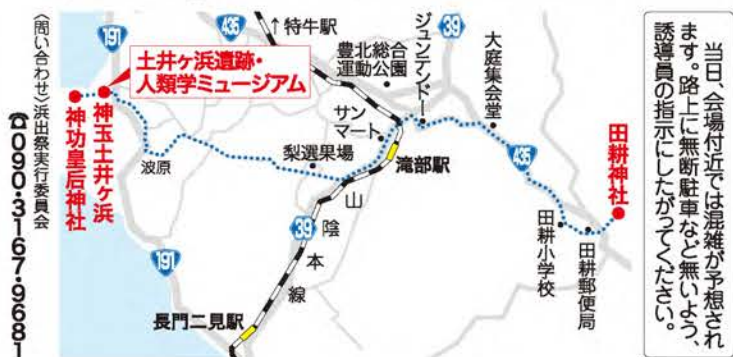 当日、会場付近では混雑が予想され
ます。路上に無断駐車など無いよう、
誘導員の指示にしたがってください。
191
435
↑特牛駅
39
豊北総合
運動公園
ジュンテンドー
大庭集会堂
土井ヶ浜遺跡・
人類学ミュージアム
サン
マート
神玉土井ヶ浜
神功皇后神社
波原
梨選果場
滝部駅
435
田耕神社
39
山陰本線
田耕小学校
田耕郵便局
191
長門二見駅
〈問い合わせ〉浜出祭実行委員会
☎090・3167・9681